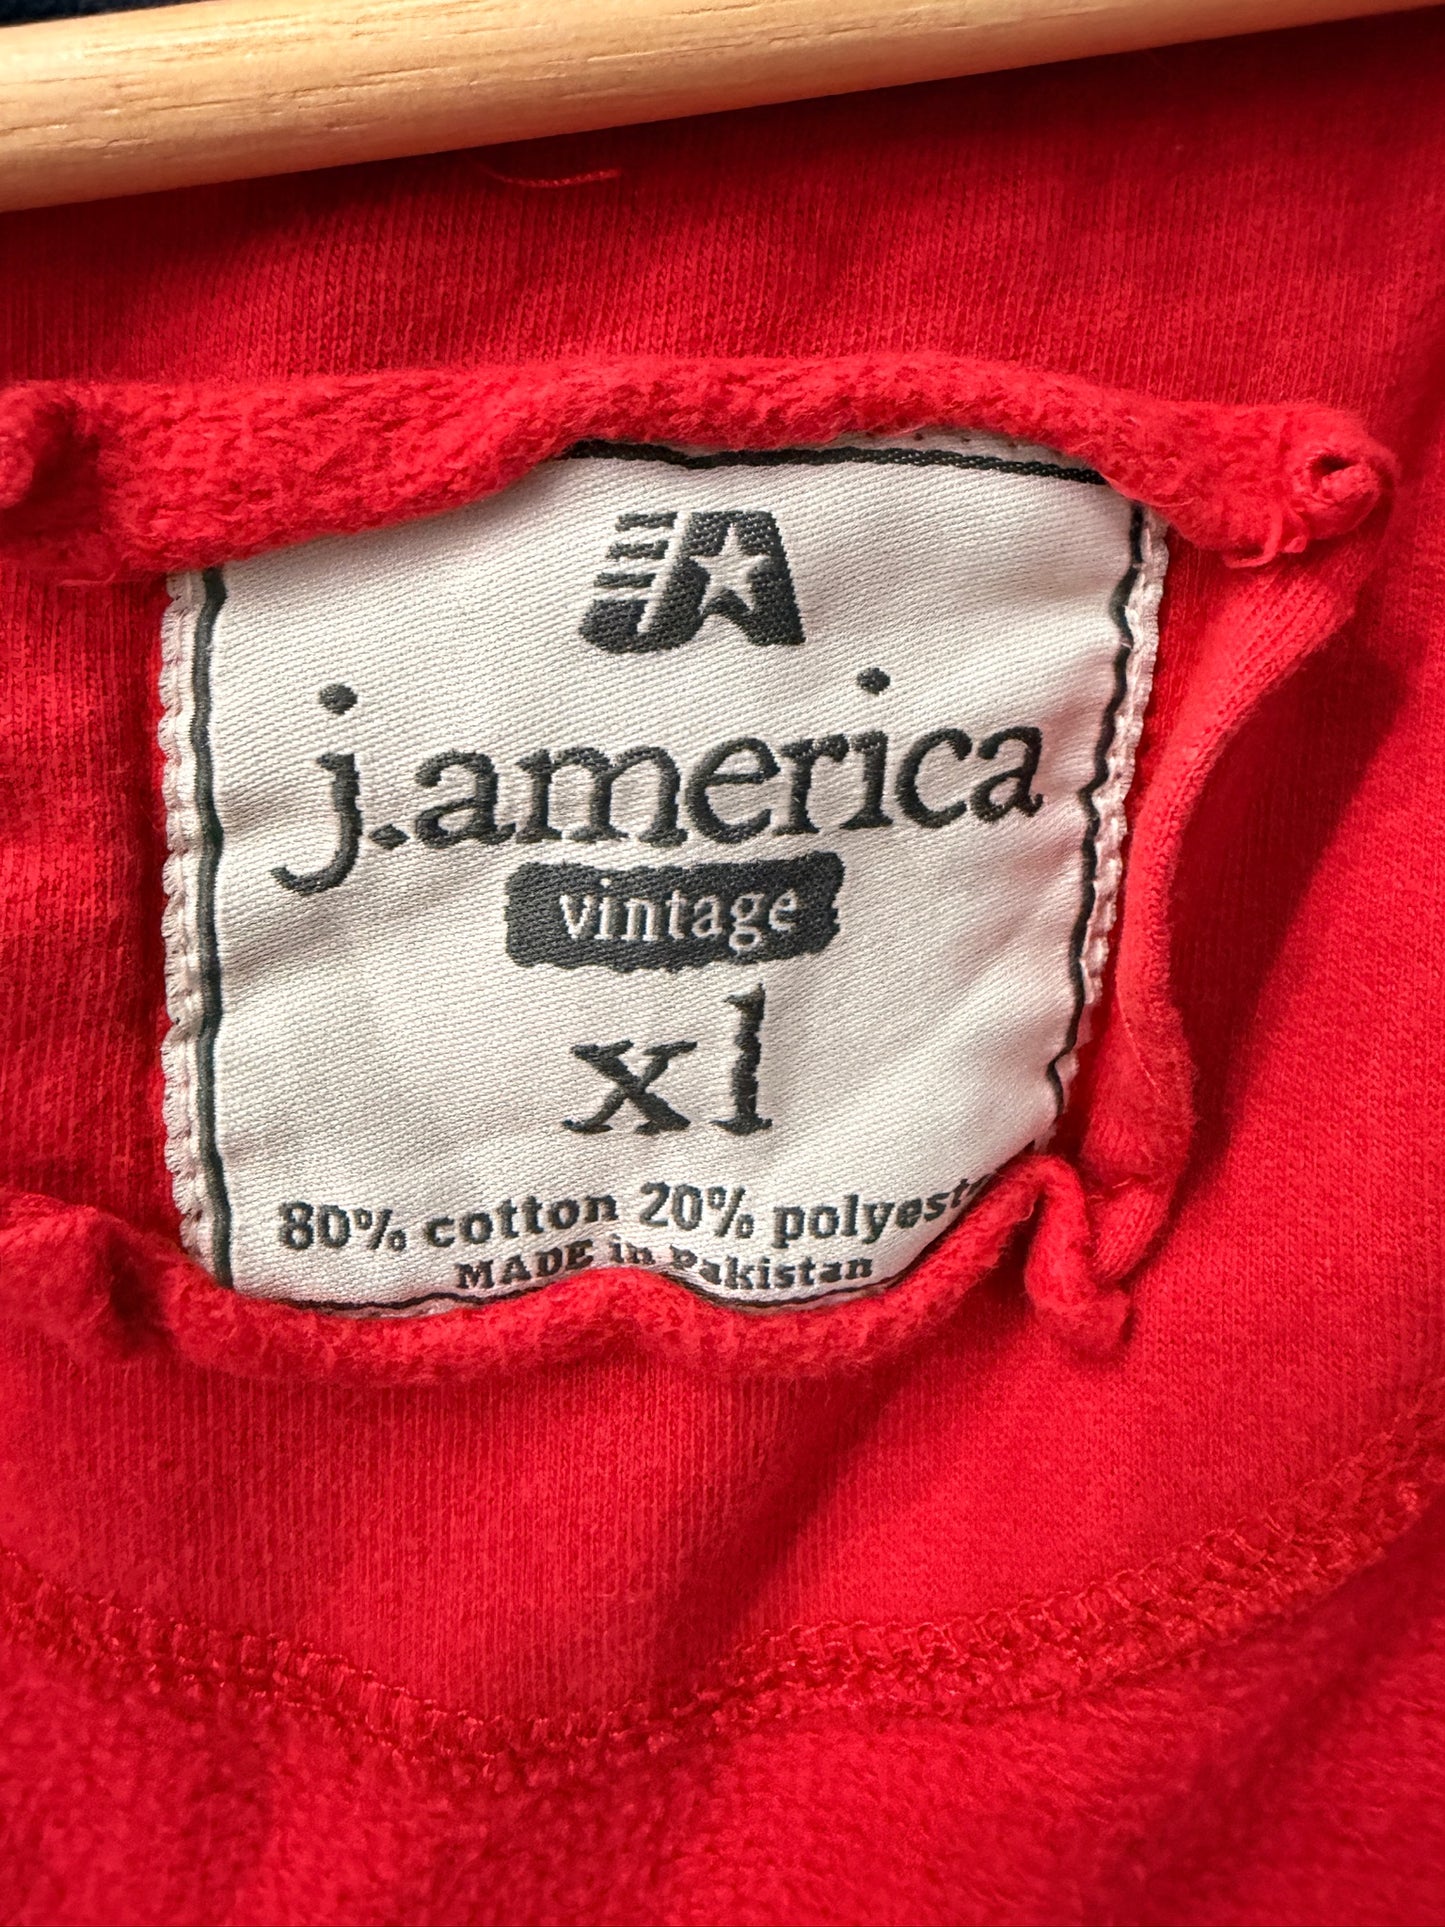 j.america
vintage
xl
80% cotton 20% polyest
MADE in Pakistan